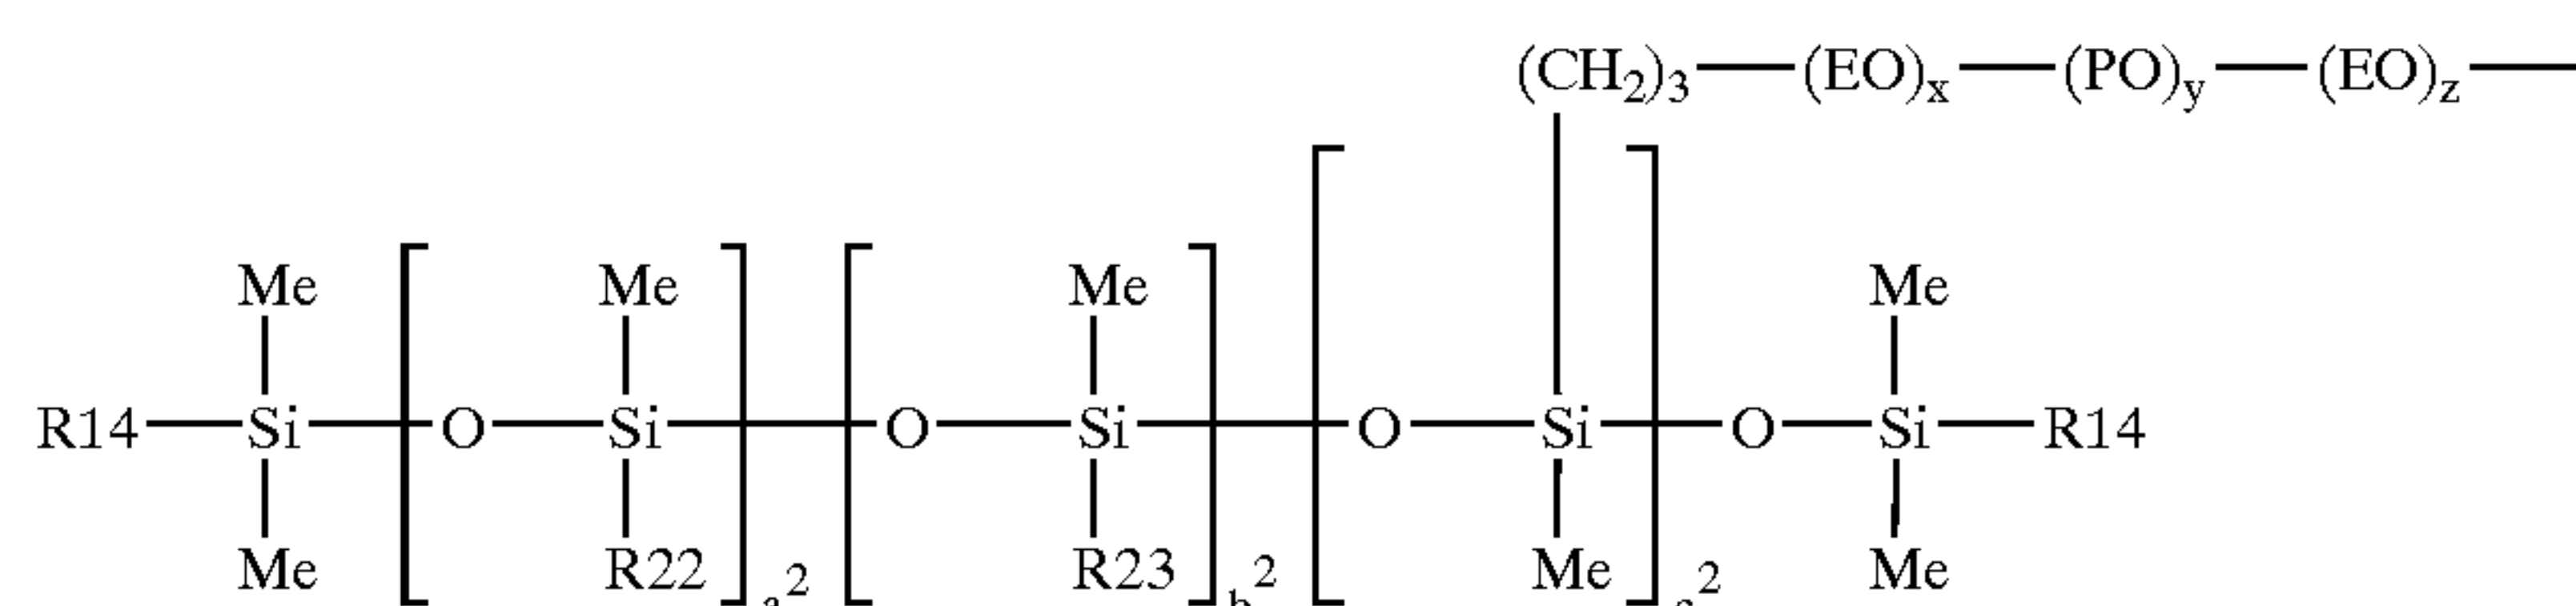 (CH2)3—(EO)x—(PO)y—(EO)z—
Me Me Me Me
R14—Si—O—Si—O—Si—O—Si—O—Si—R14
Me R22 a2 R23 b2 Me c2 Me